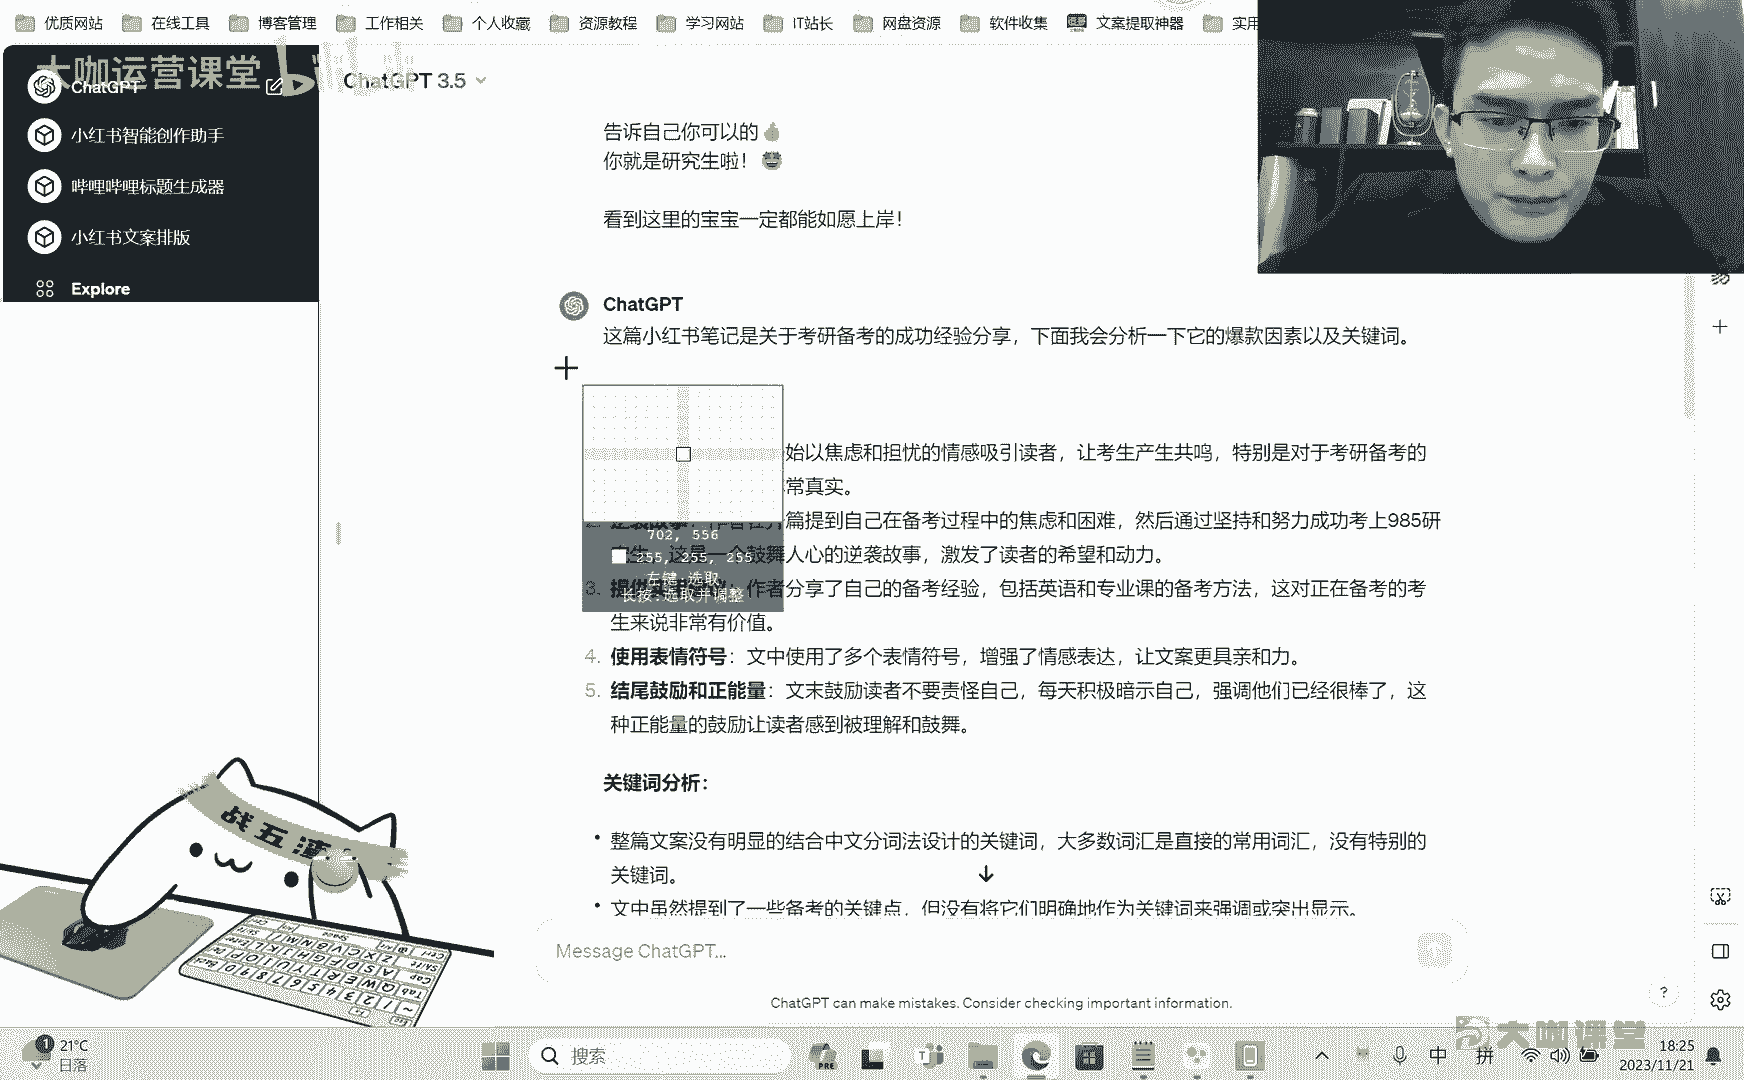 优质网站
在线工具
博客管理
工作相关
个人收藏
资源教程
学习网站
IT站长
网盘资源
软件收集
文案提取神器
实用
大咖运营课堂
ChatGPT
小红书智能创作助手
哔哩哔哩标题生成器
小红书文案排版
Explore
ChatGPT 3.5
告诉自己你可以的
你就是研究生啦！
看到这里的宝宝一定都能如愿上岸！
ChatGPT
这篇小红书笔记是关于考研备考的成功经验分享，下面我会分析一下它的爆款因素以及关键词。
始以焦虑和担忧的情感吸引读者，让考生产生共鸣，特别是对于考研备考的
常真实。
篇提到自己在备考过程中的焦虑和困难，然后通过坚持和努力成功考上985研
这是一个鼓舞人心的逆袭故事，激发了读者的希望和动力。
702, 556
255, 255, 255
左键:选取
长按:选取并调整
3. 作者分享了自己的备考经验，包括英语和专业课的备考方法，这对正在备考的考
生来说非常有价值。
4. 使用表情符号：文中使用了多个表情符号，增强了情感表达，让文案更具亲和力。
5. 结尾鼓励和正能量：文末鼓励读者不要责怪自己，每天积极暗示自己，强调他们已经很棒了，这
种正能量的鼓励让读者感到被理解和鼓舞。
关键词分析：
• 整篇文案没有明显的结合中文分词法设计的关键词，大多数词汇是直接的常用词汇，没有特别的
关键词。
• 文中虽然提到了一些备考的关键点，但没有将它们明确地作为关键词来强调或突出显示。
Message ChatGPT...
ChatGPT can make mistakes. Consider checking important information.
?
战五渣
大咖课堂
1
21°C
日落
搜索
PRE
中
拼
18:25
2023/11/21